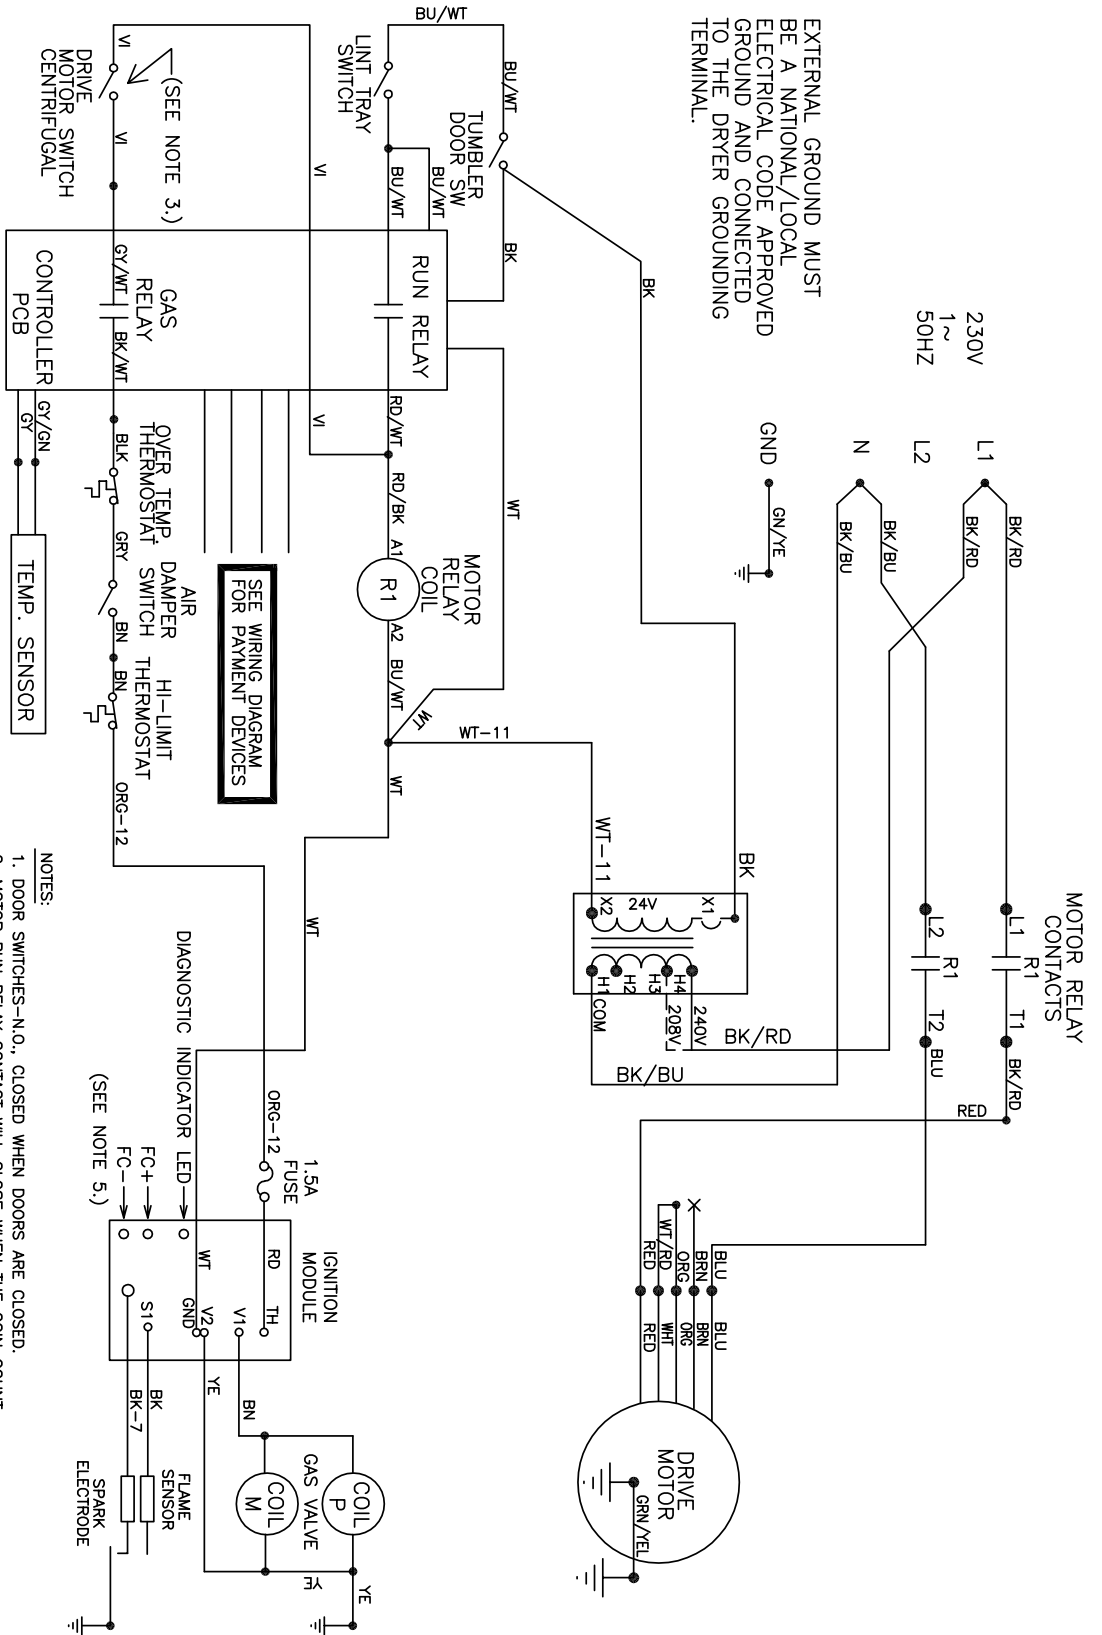 EXTERNAL GROUND MUST
BE A NATIONAL/LOCAL
ELECTRICAL CODE APPROVED
GROUND AND CONNECTED
TO THE DRYER GROUNDING
TERMINAL.
230V
1~
50HZ
L1
L2
N
GND
BK/RD
BK/RD
BK/BU
BK/BU
GN/YE
MOTOR RELAY
CONTACTS
L1
R1
T1
BK/RD
L2
R1
T2
BLU
RED
BU/WT
BU/WT
TUMBLER
DOOR SW
LINT TRAY
SWITCH
BU/WT
BU/WT
BK
BK
BK
X1
24V
X2
H4
H3
H2
H1
240V
208V
COM
BK/RD
BK/BU
WT-11
WT-11
RUN RELAY
RD/WT
RD/BK
A1
R1
A2
MOTOR
RELAY
COIL
BU/WT
WT
WT
WT
WT
VI
VI
VI
VI
(SEE NOTE 3.)
DRIVE
MOTOR SWITCH
CENTRIFUGAL
GY/WT
GAS
RELAY
BK/WT
CONTROLLER
PCB
GY/GN
GY
TEMP. SENSOR
BLK
OVER TEMP.
THERMOSTAT
GRY
AIR
DAMPER
SWITCH
BN
BN
HI-LIMIT
THERMOSTAT
ORG-12
SEE WIRING DIAGRAM
FOR PAYMENT DEVICES
BLU
BRN
ORG
WT/RD
RED
BLU
BRN
ORG
WHT
RED
DRIVE
MOTOR
GRN/YEL
ORG-12
1.5A
FUSE
IGNITION
MODULE
RD
TH
V1
V2
GND
WT
DIAGNOSTIC INDICATOR LED
FC+
FC-
(SEE NOTE 5.)
S1
YE
BN
BK
BK-7
COIL
P
COIL
M
GAS VALVE
YE
YE
FLAME
SENSOR
SPARK
ELECTRODE
NOTES:
1. DOOR SWITCHES-N.O., CLOSED WHEN DOORS ARE CLOSED.